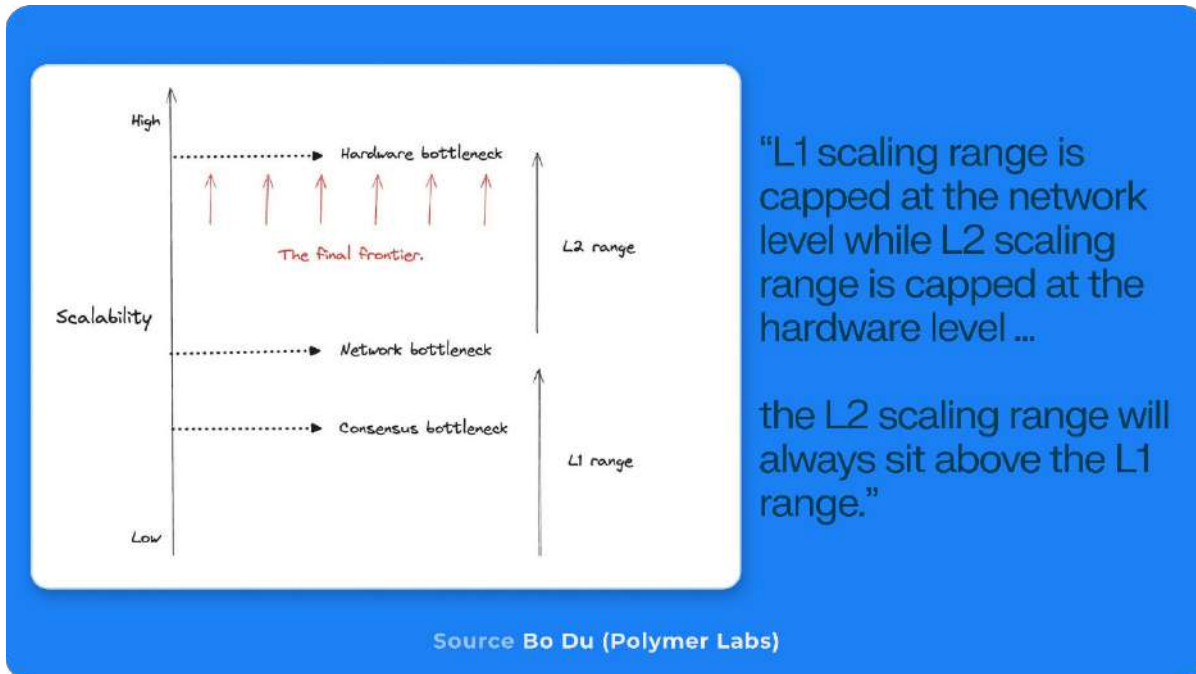 High
Hardware bottleneck
The final frontier.
L2 range
Scalability
Network bottleneck
Consensus bottleneck
L1 range
Low
“L1 scaling range is
capped at the network
level while L2 scaling
range is capped at the
hardware level ...
the L2 scaling range will
always sit above the L1
range.”
Source Bo Du (Polymer Labs)